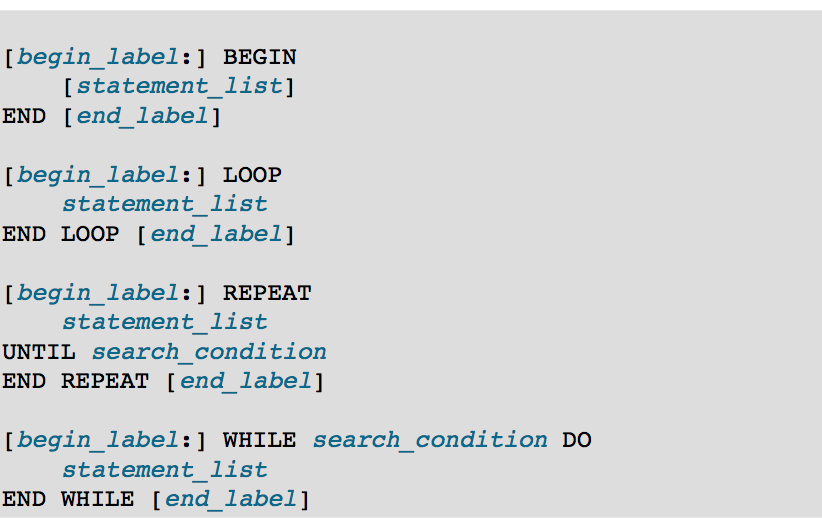 [begin_label:] BEGIN
    [statement_list]
END [end_label]

[begin_label:] LOOP
    statement_list
END LOOP [end_label]

[begin_label:] REPEAT
    statement_list
UNTIL search_condition
END REPEAT [end_label]

[begin_label:] WHILE search_condition DO
    statement_list
END WHILE [end_label]